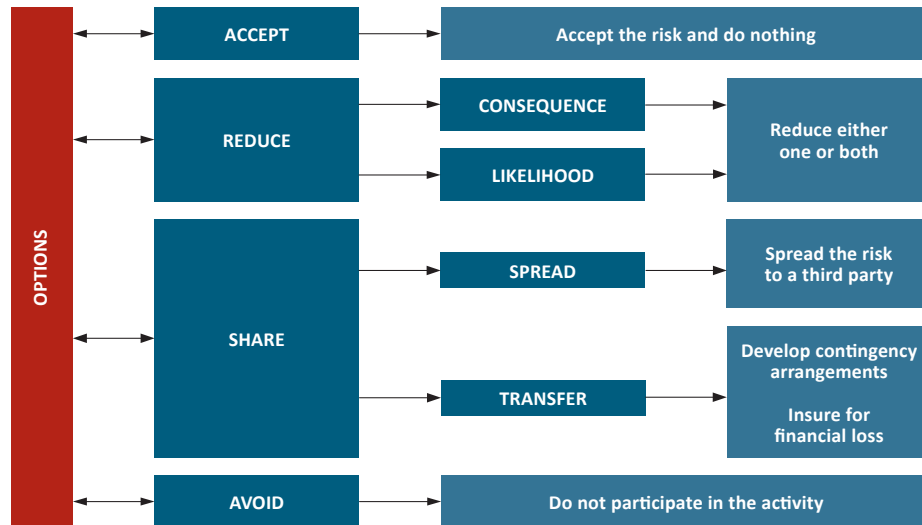 OPTIONS
ACCEPT
Accept the risk and do nothing
REDUCE
CONSEQUENCE
LIKELIHOOD
Reduce either
one or both
SHARE
SPREAD
Spread the risk
to a third party
TRANSFER
Develop contingency
arrangements
Insure for
financial loss
AVOID
Do not participate in the activity